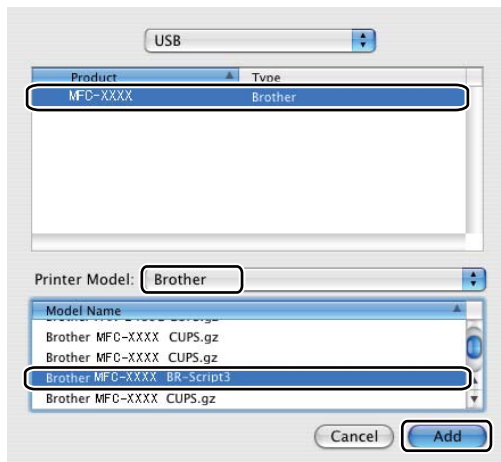 USB
Product Type
MFC-XXXX Brother
Printer Model: Brother
Model Name
Brother MFC-XXXX CUPS.gz
Brother MFC-XXXX CUPS.gz
Brother MFC-XXXX BR-Script3
Brother MFC-XXXX CUPS.gz
Cancel Add